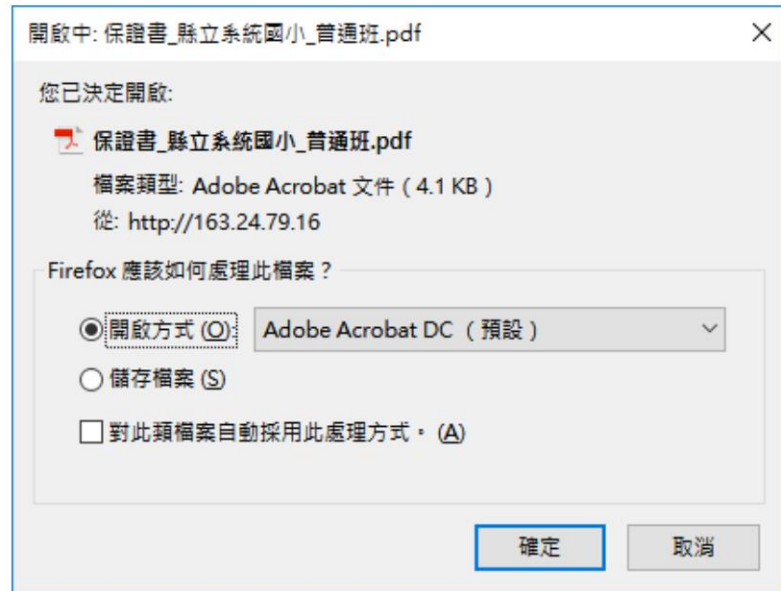 開啟中: 保證書_縣立系統國小_普通班.pdf
您已決定開啟:
保證書_縣立系統國小_普通班.pdf
檔案類型: Adobe Acrobat 文件 ( 4.1 KB )
從: http://163.24.79.16
Firefox 應該如何處理此檔案？
開啟方式 (O): Adobe Acrobat DC （預設）
儲存檔案 (S)
對此類檔案自動採用此處理方式。 (A)
確定 取消